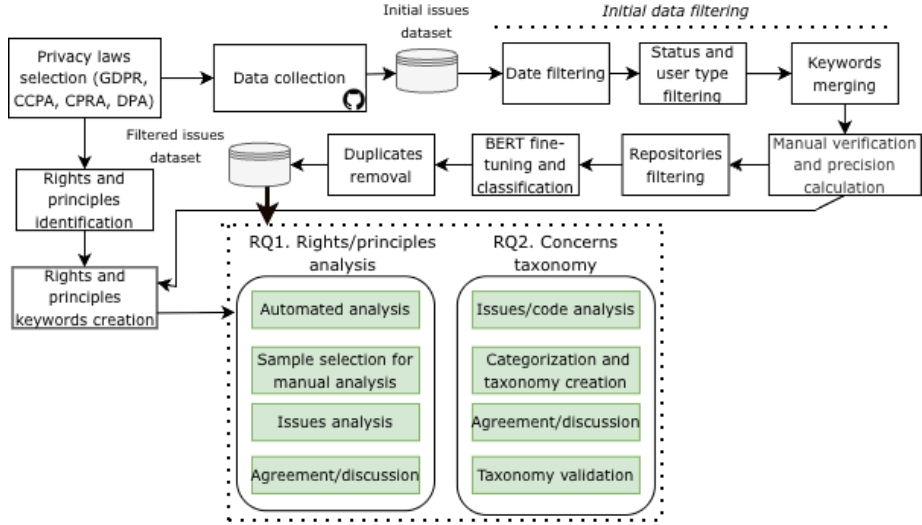 Initial issues
dataset
Initial data filtering
Privacy laws
selection (GDPR,
CCPA, CPRA, DPA)
Data collection
Date filtering
Status and
user type
filtering
Keywords
merging
Filtered issues
dataset
Duplicates
removal
BERT fine-
tuning and
classification
Repositories
filtering
Manual verification
and precision
calculation
Rights and
principles
identification
Rights and
principles
keywords creation
RQ1. Rights/principles
analysis
Automated analysis
Sample selection for
manual analysis
Issues analysis
Agreement/discussion
RQ2. Concerns
taxonomy
Issues/code analysis
Categorization and
taxonomy creation
Agreement/discussion
Taxonomy validation